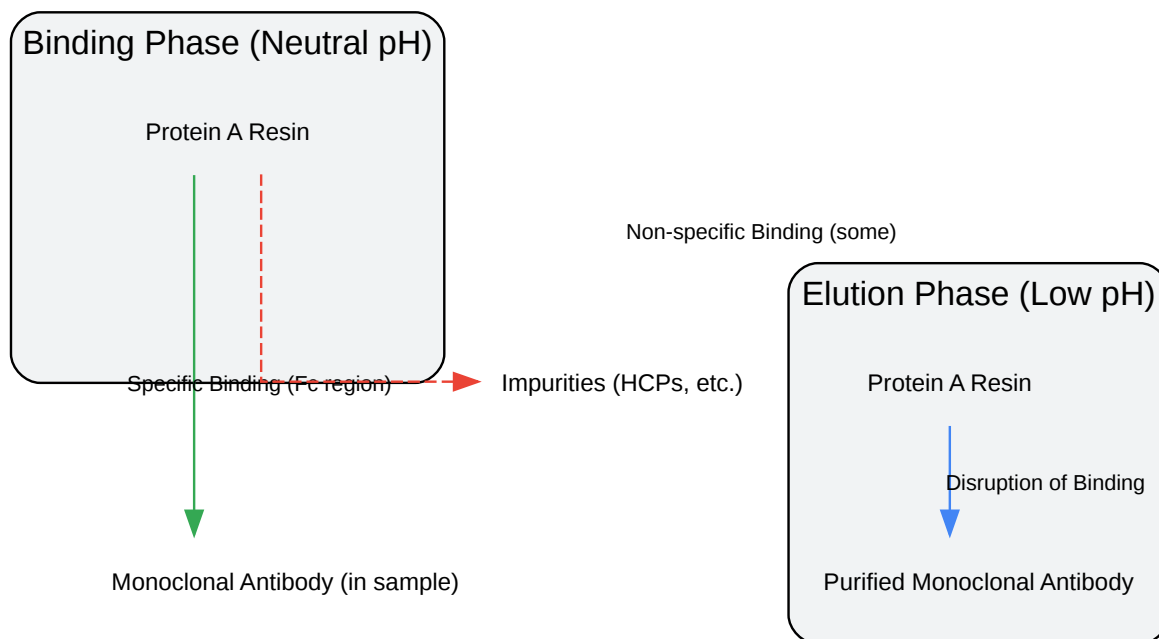 Binding Phase (Neutral pH)
Protein A Resin
Specific Binding (Fc region)
Monoclonal Antibody (in sample)
Non-specific Binding (some)
Impurities (HCPs, etc.)
Elution Phase (Low pH)
Protein A Resin
Disruption of Binding
Purified Monoclonal Antibody